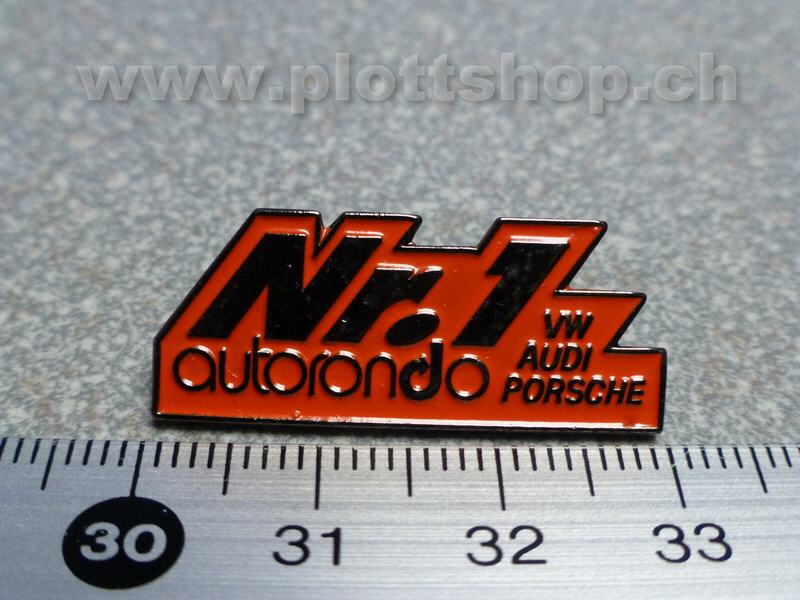 www.plottshop.ch
Nr.1
autorondo
VW
AUDI
PORSCHE
30 31 32 33